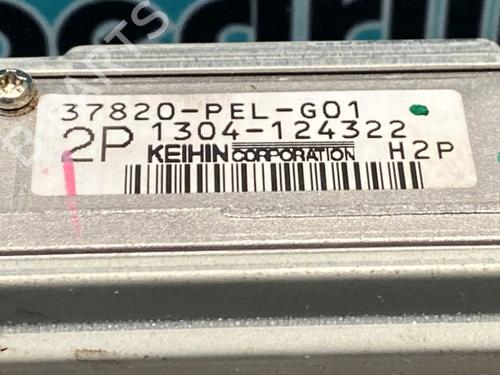 37820-PEL-G01
2P 1304-124322
KEIHIN CORPORATION H2P